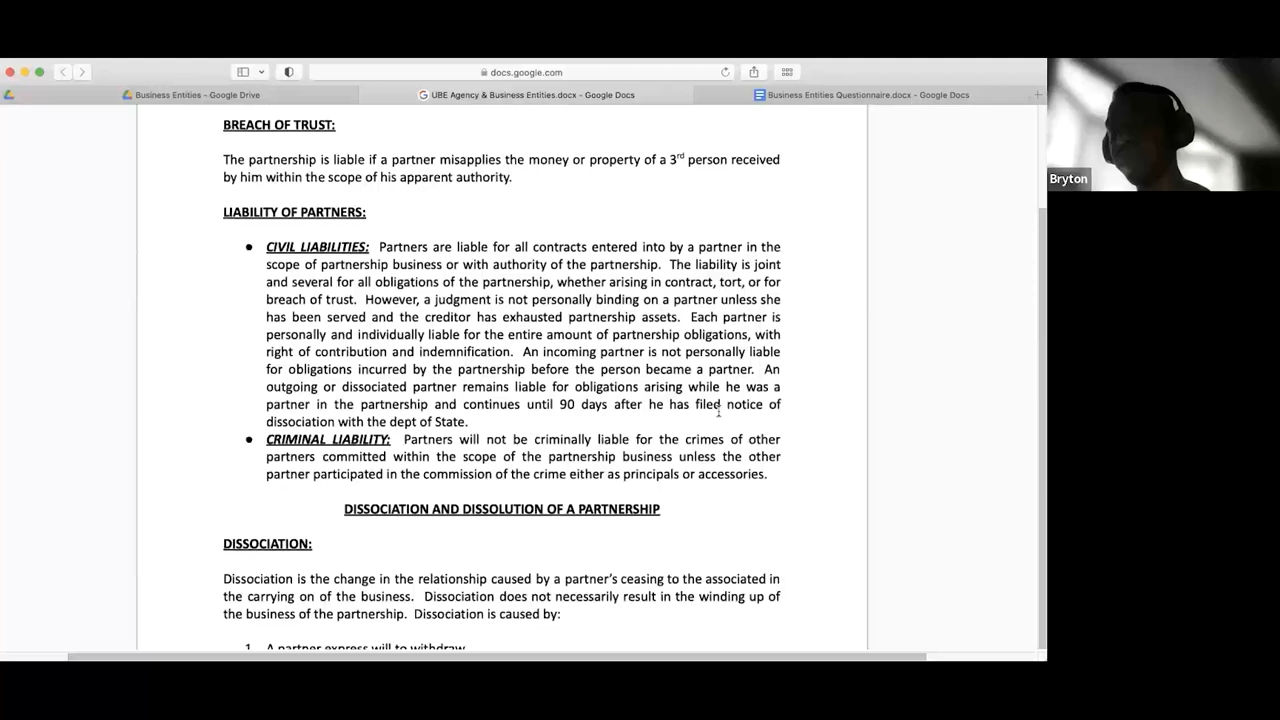 docs.google.com
Business Entities - Google Drive
UBE Agency & Business Entities.docx - Google Docs
Business Entities Questionnaire.docx - Google Docs
BREACH OF TRUST:
The partnership is liable if a partner misapplies the money or property of a 3rd person received
by him within the scope of his apparent authority.
LIABILITY OF PARTNERS:
● CIVIL LIABILITIES: Partners are liable for all contracts entered into by a partner in the
scope of partnership business or with authority of the partnership. The liability is joint
and several for all obligations of the partnership, whether arising in contract, tort, or for
breach of trust. However, a judgment is not personally binding on a partner unless she
has been served and the creditor has exhausted partnership assets. Each partner is
personally and individually liable for the entire amount of partnership obligations, with
right of contribution and indemnification. An incoming partner is not personally liable
for obligations incurred by the partnership before the person became a partner. An
outgoing or dissociated partner remains liable for obligations arising while he was a
partner in the partnership and continues until 90 days after he has filed notice of
dissociation with the dept of State.
● CRIMINAL LIABILITY: Partners will not be criminally liable for the crimes of other
partners committed within the scope of the partnership business unless the other
partner participated in the commission of the crime either as principals or accessories.
DISSOCIATION AND DISSOLUTION OF A PARTNERSHIP
DISSOCIATION:
Dissociation is the change in the relationship caused by a partner's ceasing to the associated in
the carrying on of the business. Dissociation does not necessarily result in the winding up of
the business of the partnership. Dissociation is caused by:
1. A partner express will to withdraw
Bryton